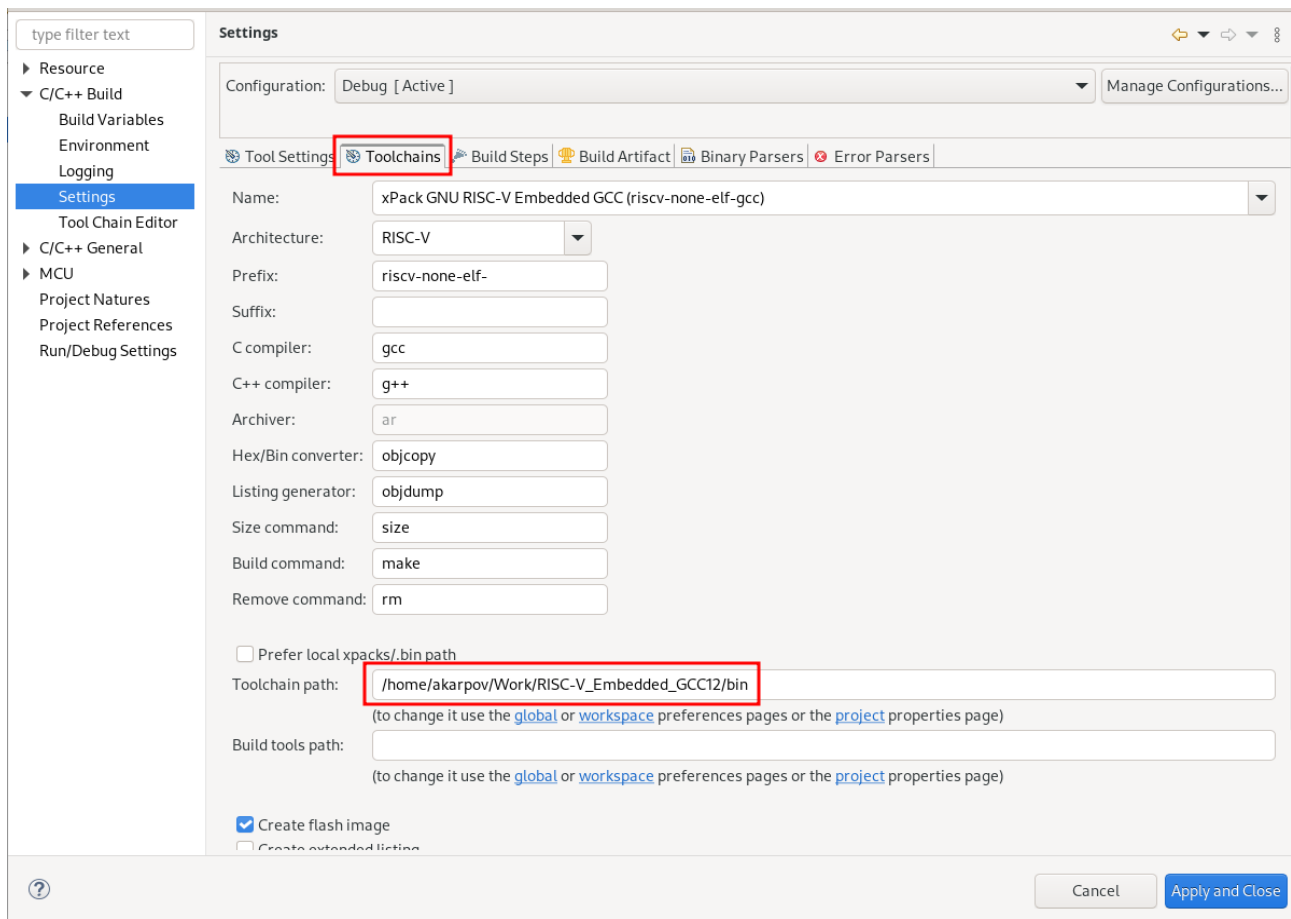 type filter text
Resource
C/C++ Build
Build Variables
Environment
Logging
Settings
Tool Chain Editor
C/C++ General
MCU
Project Natures
Project References
Run/Debug Settings
Settings
Configuration: Debug [ Active ] Manage Configurations...
Tool Settings Toolchains Build Steps Build Artifact Binary Parsers Error Parsers
Name: xPack GNU RISC-V Embedded GCC (riscv-none-elf-gcc)
Architecture: RISC-V
Prefix: riscv-none-elf-
Suffix:
C compiler: gcc
C++ compiler: g++
Archiver: ar
Hex/Bin converter: objcopy
Listing generator: objdump
Size command: size
Build command: make
Remove command: rm
Prefer local xpacks/.bin path
Toolchain path: /home/akarpov/Work/RISC-V_Embedded_GCC12/bin
(to change it use the global or workspace preferences pages or the project properties page)
Build tools path:
(to change it use the global or workspace preferences pages or the project properties page)
Create flash image
Create extended listing
? Cancel Apply and Close